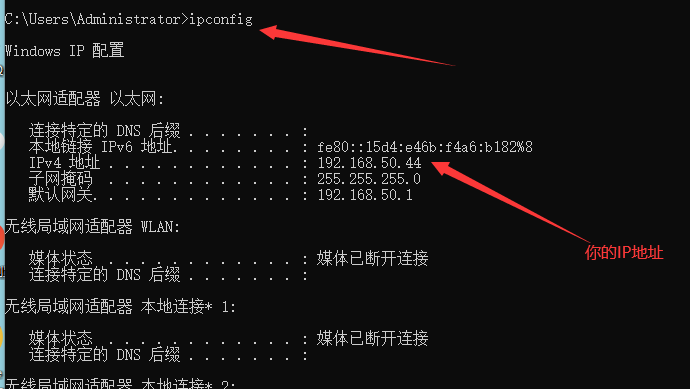 C:\Users\Administrator>ipconfig
Windows IP 配置
以太网适配器 以太网:
连接特定的 DNS 后缀 . . . . . . . :
本地链接 IPv6 地址. . . . . . . . : fe80::15d4:e46b:f4a6:b182%8
IPv4 地址 . . . . . . . . . . . . : 192.168.50.44
子网掩码  . . . . . . . . . . . . : 255.255.255.0
默认网关. . . . . . . . . . . . . : 192.168.50.1
你的IP地址
无线局域网适配器 WLAN:
媒体状态  . . . . . . . . . . . . : 媒体已断开连接
连接特定的 DNS 后缀 . . . . . . . :
无线局域网适配器 本地连接* 1:
媒体状态  . . . . . . . . . . . . : 媒体已断开连接
连接特定的 DNS 后缀 . . . . . . . :
无线局域网适配器 本地连接* 2: